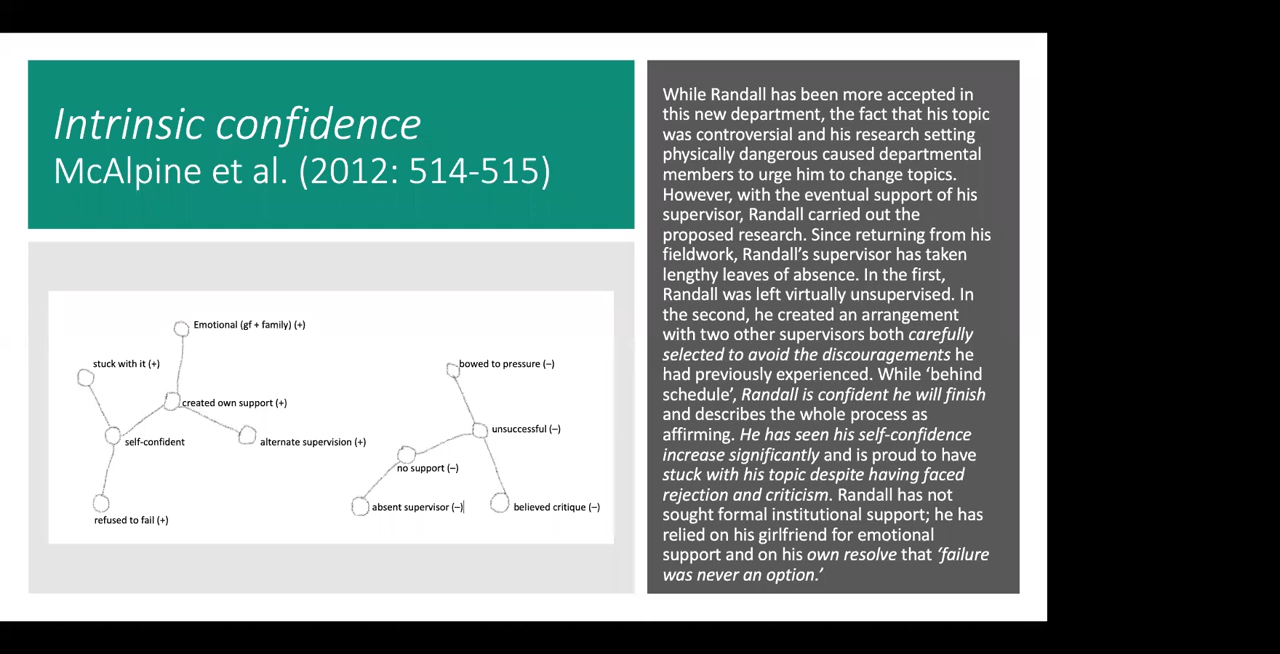 Intrinsic confidence
McAlpine et al. (2012: 514-515)
Emotional (gf + family) (+)
stuck with it (+)
created own support (+)
self-confident
alternate supervision (+)
refused to fail (+)
bowed to pressure (–)
unsuccessful (–)
no support (–)
absent supervisor (–)
believed critique (–)
While Randall has been more accepted in
this new department, the fact that his topic
was controversial and his research setting
physically dangerous caused departmental
members to urge him to change topics.
However, with the eventual support of his
supervisor, Randall carried out the
proposed research. Since returning from his
fieldwork, Randall’s supervisor has taken
lengthy leaves of absence. In the first,
Randall was left virtually unsupervised. In
the second, he created an arrangement
with two other supervisors both carefully
selected to avoid the discouragements he
had previously experienced. While ‘behind
schedule’, Randall is confident he will finish
and describes the whole process as
affirming. He has seen his self-confidence
increase significantly and is proud to have
stuck with his topic despite having faced
rejection and criticism. Randall has not
sought formal institutional support; he has
relied on his girlfriend for emotional
support and on his own resolve that ‘failure
was never an option.’